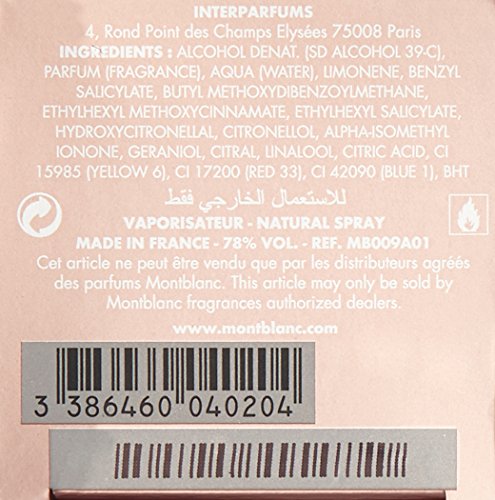 INTERPARFUMS
4, Rond Point des Champs Elysées 75008 Paris
INGREDIENTS : ALCOHOL DENAT. (SD ALCOHOL 39-C),
PARFUM (FRAGRANCE), AQUA (WATER), LIMONENE, BENZYL
SALICYLATE, BUTYL METHOXYDIBENZOYLMETHANE,
ETHYLHEXYL METHOXYCINNAMATE, ETHYLHEXYL SALICYLATE,
HYDROXYCITRONELLAL, CITRONELLOL, ALPHA-ISOMETHYL
IONONE, GERANIOL, CITRAL, LINALOOL, CITRIC ACID, CI
15985 (YELLOW 6), CI 17200 (RED 33), CI 42090 (BLUE 1), BHT
للاستعمال الخارجي فقط
VAPORISATEUR - NATURAL SPRAY
MADE IN FRANCE - 78% VOL. - REF. MB009A01
Cet article ne peut être vendu que par les distributeurs agréés
des parfums Montblanc. This article may only be sold by
Montblanc fragrances authorized dealers.
www.montblanc.com
3 386460 040204